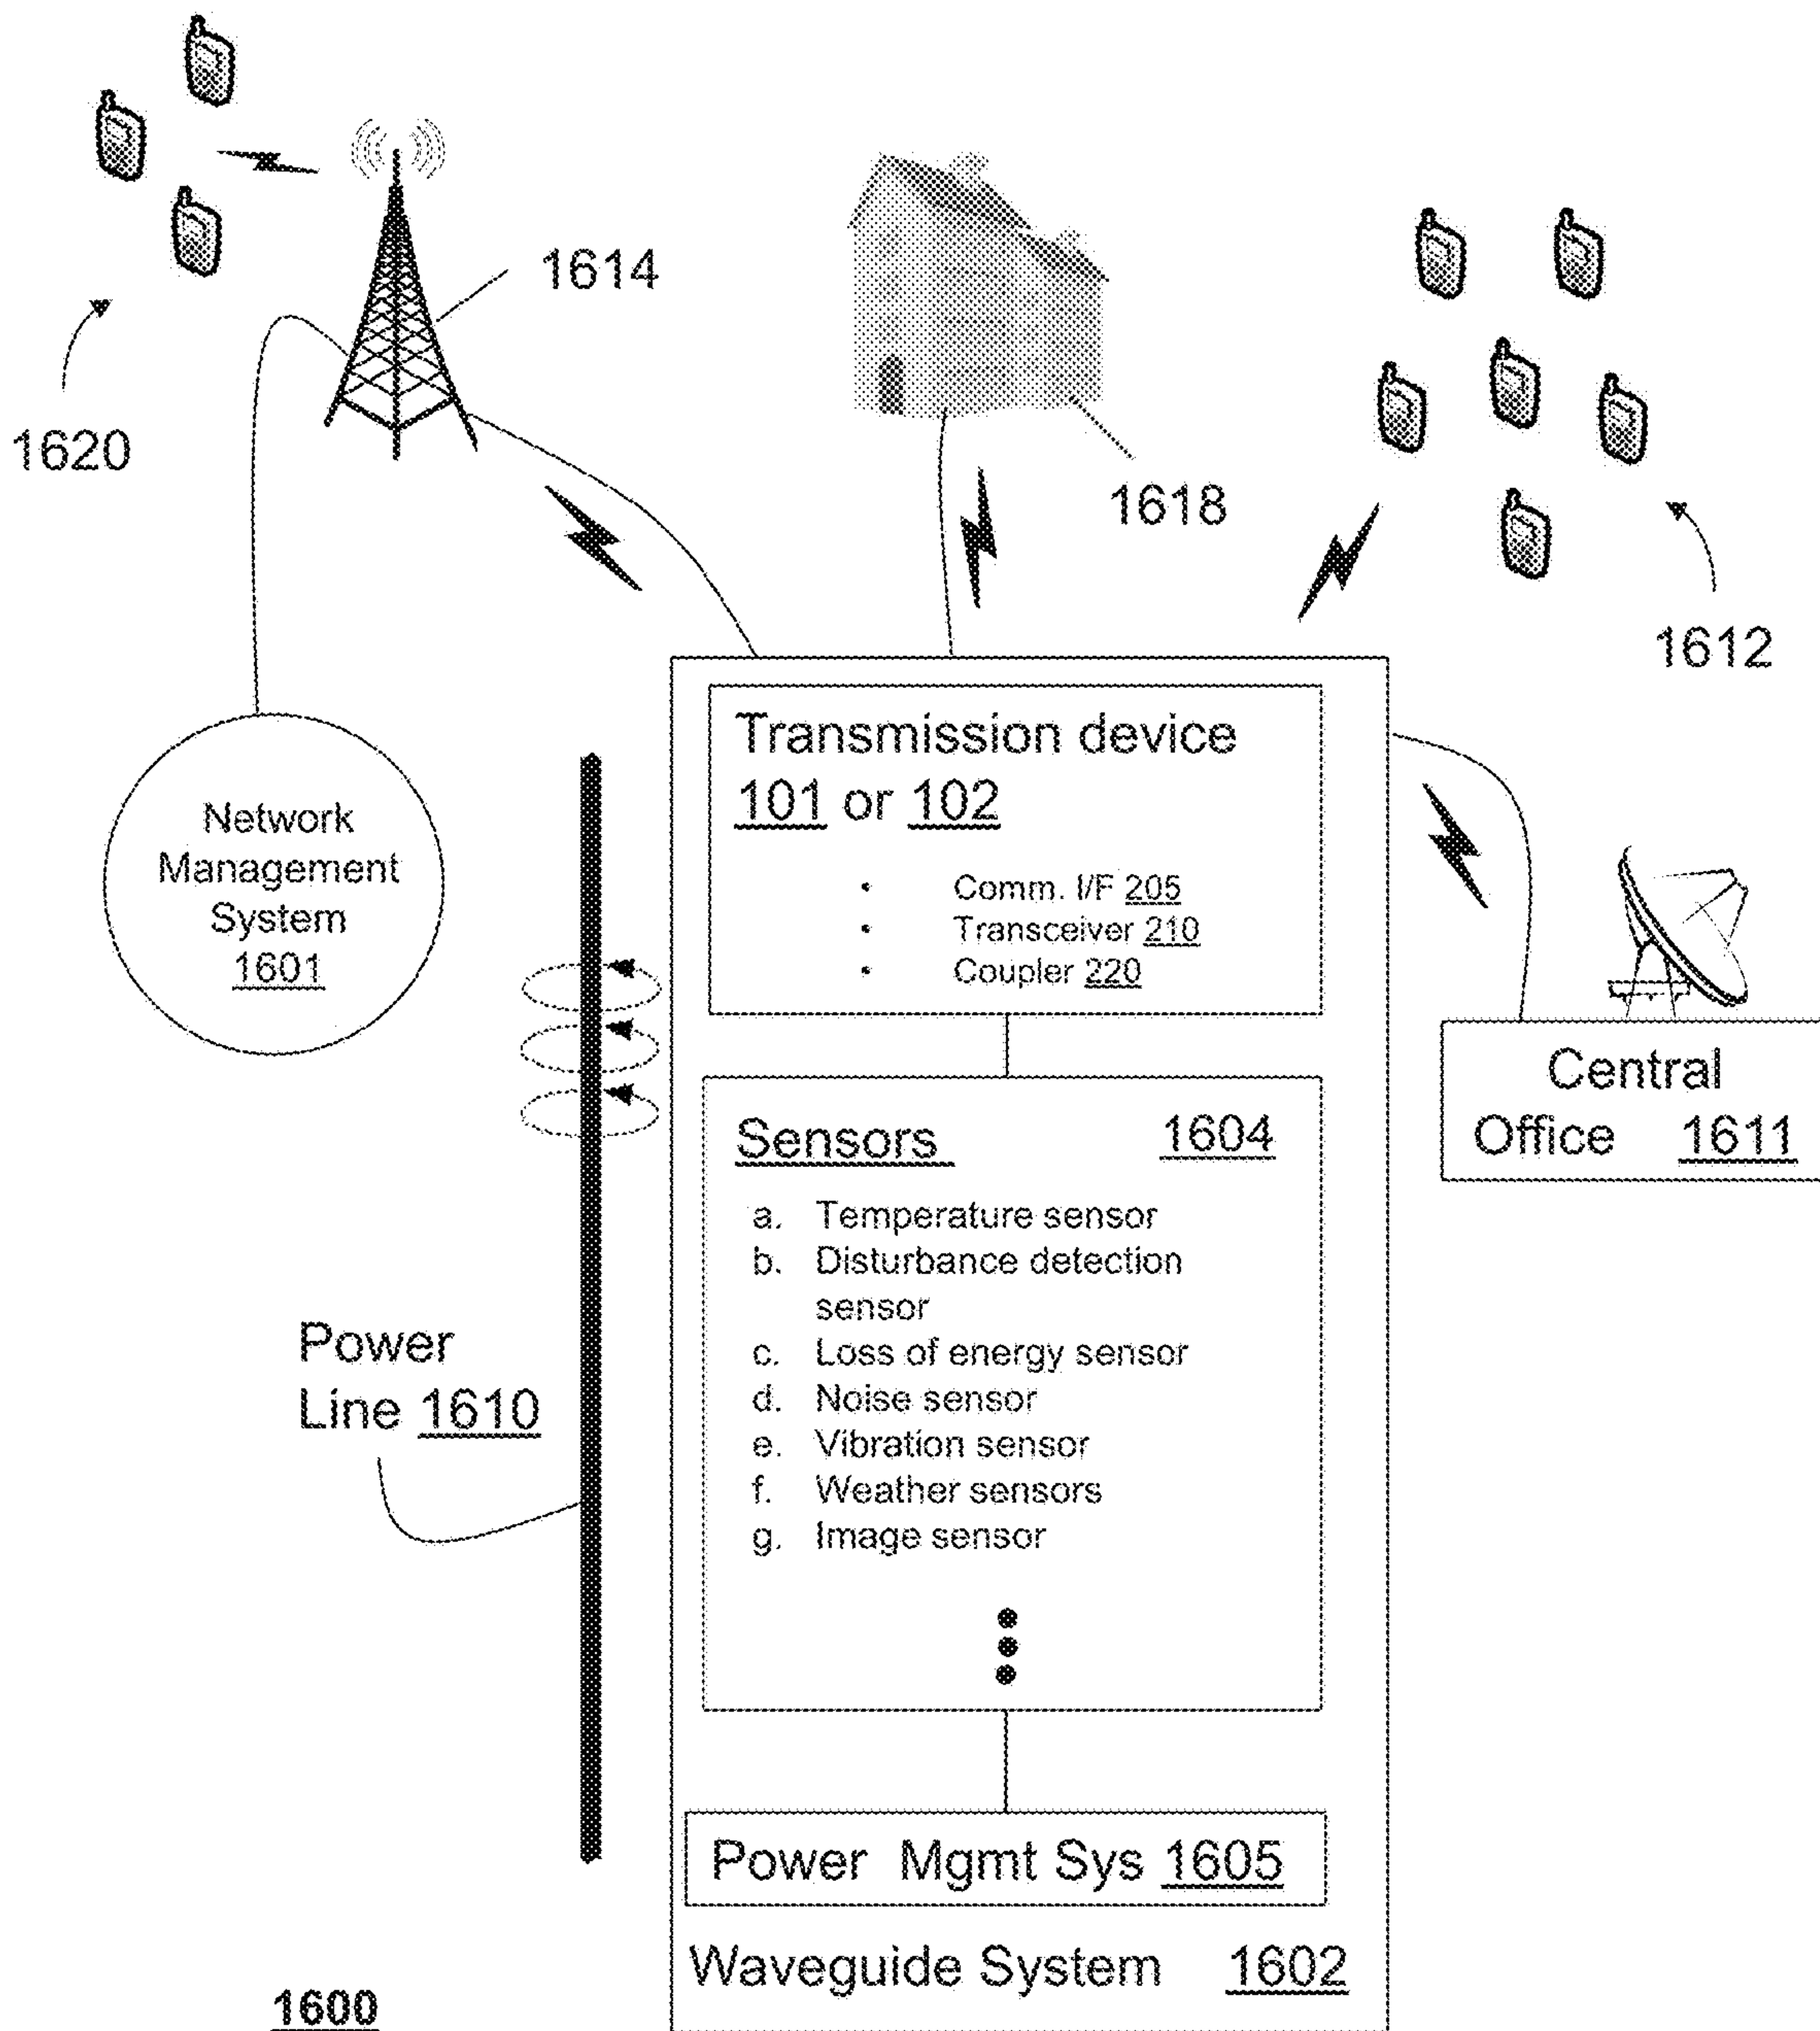 1614
1620
1618
1612
Network
Management
System
1601
Transmission device
101 or 102
• Comm. I/F 205
• Transceiver 210
• Coupler 220
Central
Office 1611
Sensors 1604
a. Temperature sensor
b. Disturbance detection
sensor
c. Loss of energy sensor
d. Noise sensor
e. Vibration sensor
f. Weather sensors
g. Image sensor
Power
Line 1610
Power Mgmt Sys 1605
Waveguide System 1602
1600